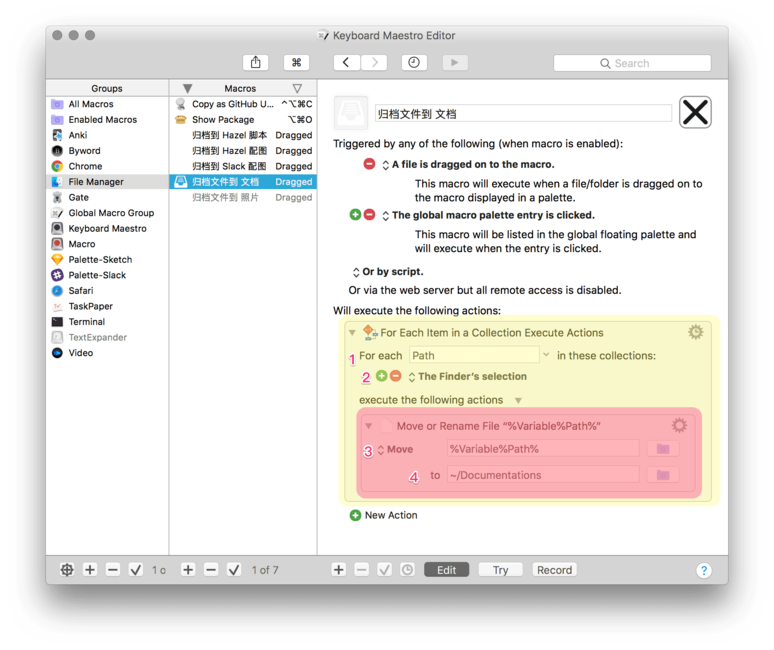 Keyboard Maestro Editor
Search
Groups
All Macros
Enabled Macros
Anki
Byword
Chrome
File Manager
Gate
Global Macro Group
Keyboard Maestro
Macro
Palette-Sketch
Palette-Slack
Safari
TaskPaper
Terminal
TextExpander
Video
Macros
Copy as GitHub U... ^⌥⌘C
Show Package ⌥⌘O
归档到 Hazel 脚本 Dragged
归档到 Hazel 配图 Dragged
归档到 Slack 配图 Dragged
归档文件到 文档 Dragged
归档文件到 照片 Dragged
归档文件到 文档
Triggered by any of the following (when macro is enabled):
A file is dragged on to the macro.
This macro will execute when a file/folder is dragged on to
the macro displayed in a palette.
The global macro palette entry is clicked.
This macro will be listed in the global floating palette and
will execute when the entry is clicked.
Or by script.
Or via the web server but all remote access is disabled.
Will execute the following actions:
For Each Item in a Collection Execute Actions
1 For each Path in these collections:
2 The Finder's selection
execute the following actions
Move or Rename File “%Variable%Path%”
3 Move %Variable%Path%
4 to ~/Documentations
New Action
1 o
1 of 7
Edit
Try
Record
?